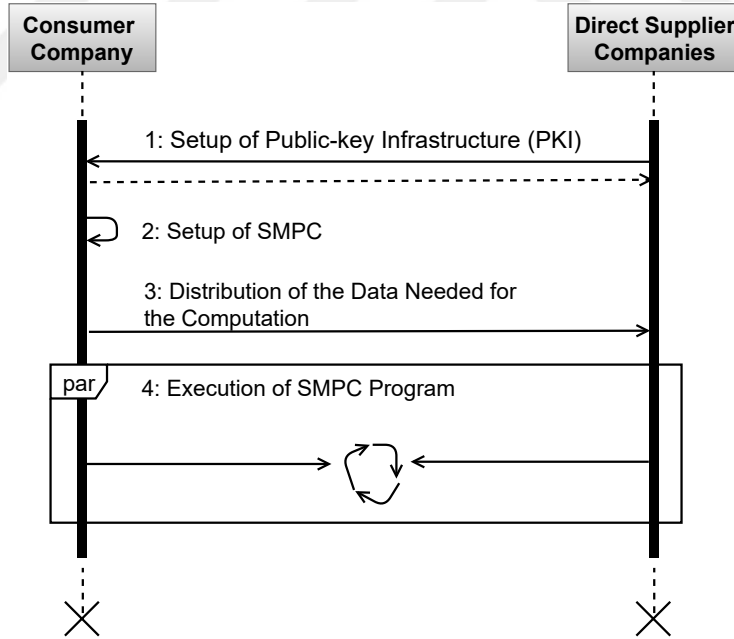 Consumer
Company
Direct Supplier
Companies
1: Setup of Public-key Infrastructure (PKI)
2: Setup of SMPC
3: Distribution of the Data Needed for
the Computation
par
4: Execution of SMPC Program